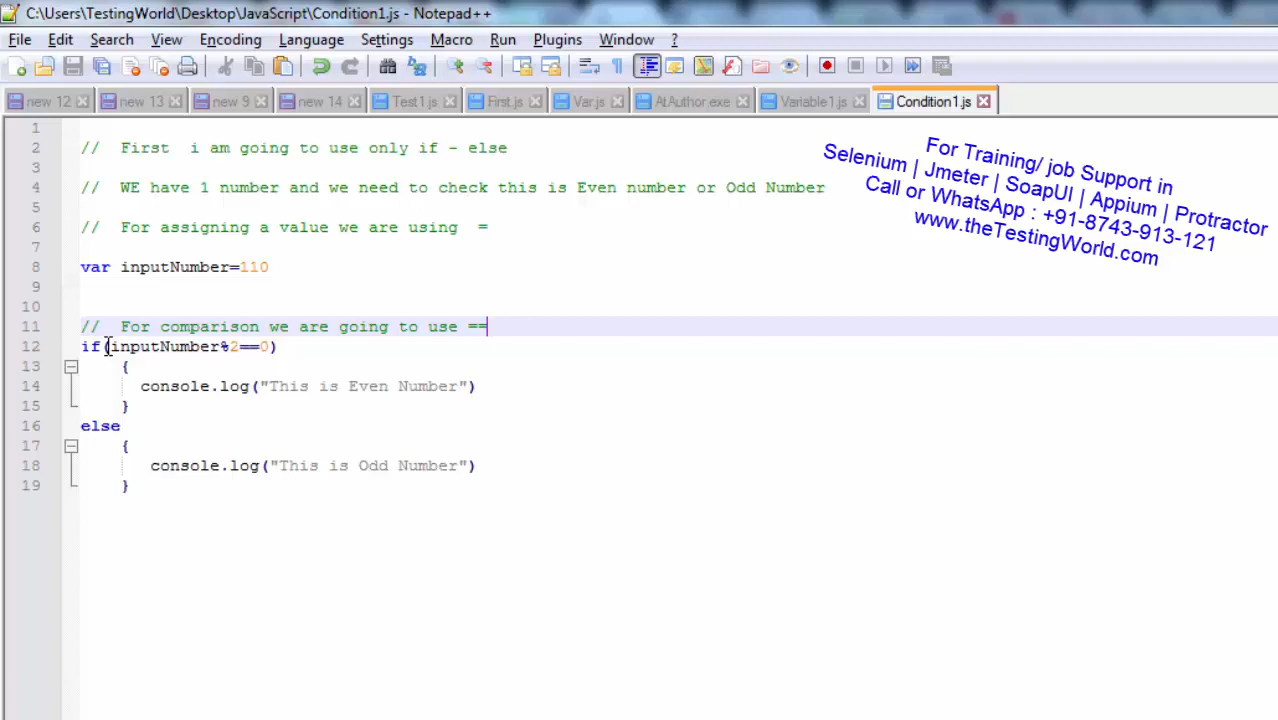 C:\Users\TestingWorld\Desktop\JavaScript\Condition1.js - Notepad++
File Edit Search View Encoding Language Settings Macro Run Plugins Window ?
new 12 new 13 new 9 new 14 Test1.js First.js Var.js AtAuthor.exe Variable1.js Condition1.js
For Training/ job Support in
Selenium | Jmeter | SoapUI | Appium | Protractor
Call or WhatsApp : +91-8743-913-121
www.theTestingWorld.com
1
2 // First i am going to use only if - else
3
4 // WE have 1 number and we need to check this is Even number or Odd Number
5
6 // For assigning a value we are using =
7
8 var inputNumber=110
9
10
11 // For comparison we are going to use ==
12 if(inputNumber%2==0)
13 {
14 console.log("This is Even Number")
15 }
16 else
17 {
18 console.log("This is Odd Number")
19 }